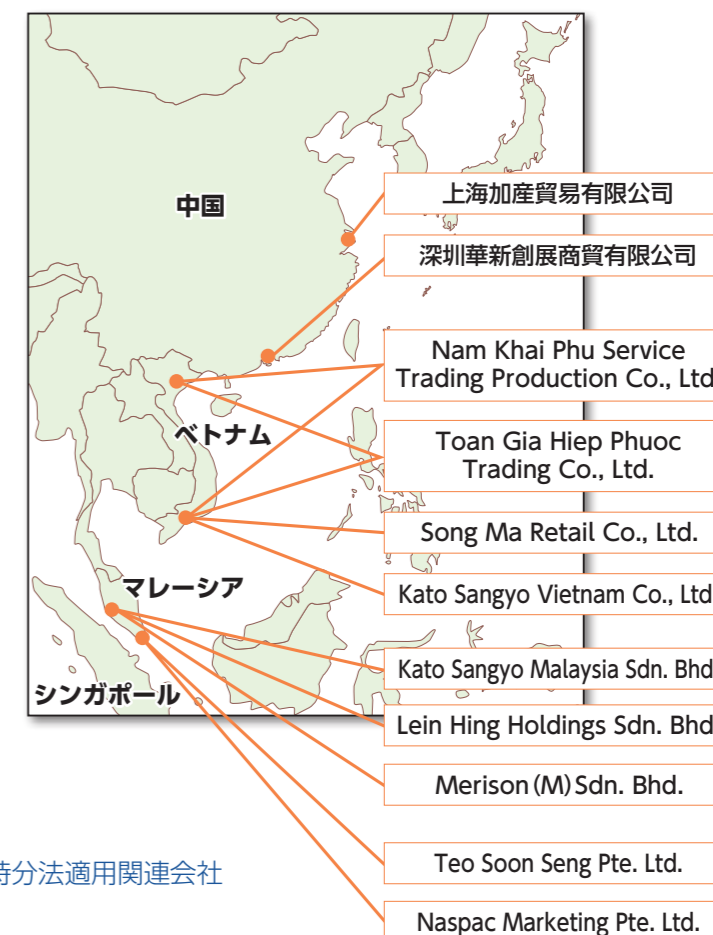 中国
上海加産貿易有限公司
深圳華新創展商貿有限公司
Nam Khai Phu Service
Trading Production Co., Ltd
ベトナム
Toan Gia Hiep Phuoc
Trading Co., Ltd.
Song Ma Retail Co., Ltd.
マレーシア
Kato Sangyo Vietnam Co., Ltd
Kato Sangyo Malaysia Sdn. Bhd
シンガポール
Lein Hing Holdings Sdn. Bhd
Merison(M)Sdn. Bhd.
持分法適用関連会社
Teo Soon Seng Pte. Ltd.
Naspac Marketing Pte. Ltd.